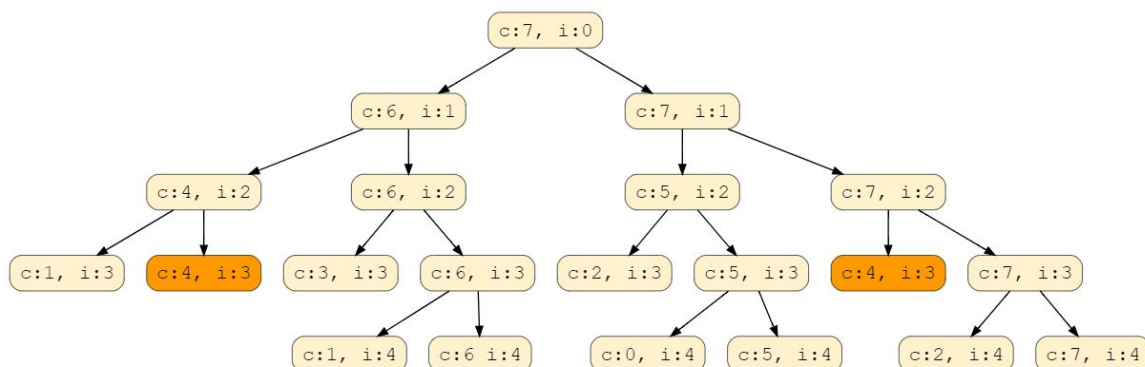 c:7, i:0
c:6, i:1
c:7, i:1
c:4, i:2
c:6, i:2
c:5, i:2
c:7, i:2
c:1, i:3
c:4, i:3
c:3, i:3
c:6, i:3
c:2, i:3
c:5, i:3
c:4, i:3
c:7, i:3
c:1, i:4
c:6 i:4
c:0, i:4
c:5, i:4
c:2, i:4
c:7, i:4